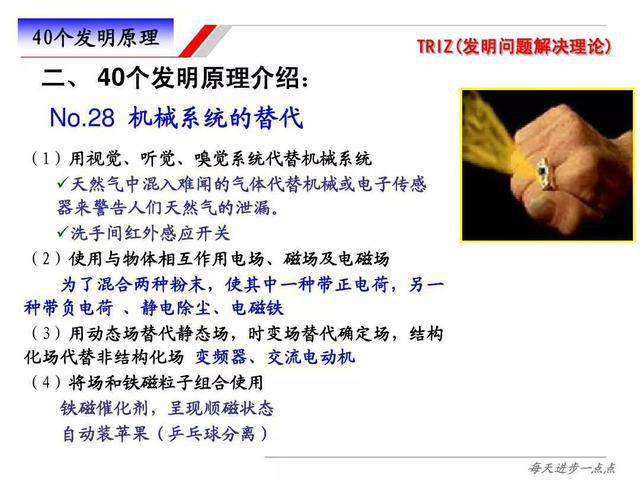 40个发明原理
TRIZ(发明问题解决理论)
二、 40个发明原理介绍：
No.28 机械系统的替代
（1）用视觉、听觉、嗅觉系统代替机械系统
✓天然气中混入难闻的气体代替机械或电子传感
器来警告人们天然气的泄漏。
✓洗手间红外感应开关
（2）使用与物体相互作用电场、磁场及电磁场
为了混合两种粉末，使其中一种带正电荷，另一
种带负电荷 、静电除尘、电磁铁
（3）用动态场替代静态场，时变场替代确定场，结构
化场代替非结构化场 变频器、交流电动机
（4）将场和铁磁粒子组合使用
铁磁催化剂，呈现顺磁状态
自动装苹果（乒乓球分离）
每天进步一点点